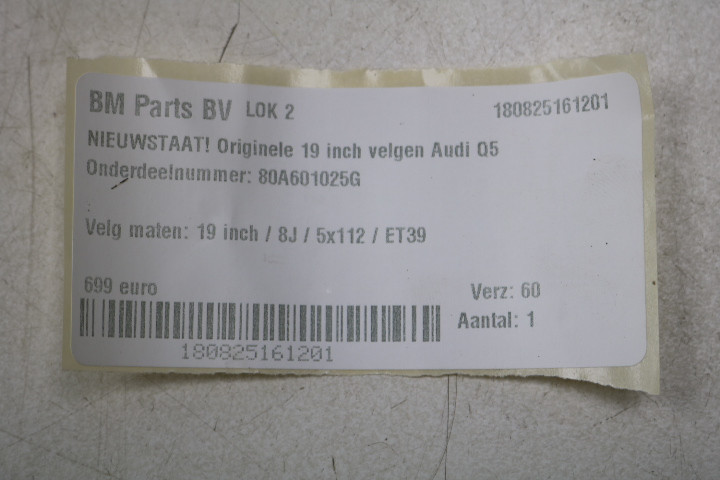 BM Parts BV LOK 2 180825161201
NIEUWSTAAT! Originele 19 inch velgen Audi Q5
Onderdeelnummer: 80A601025G
Velg maten: 19 inch / 8J / 5x112 / ET39
699 euro Verz: 60
Aantal: 1
180825161201